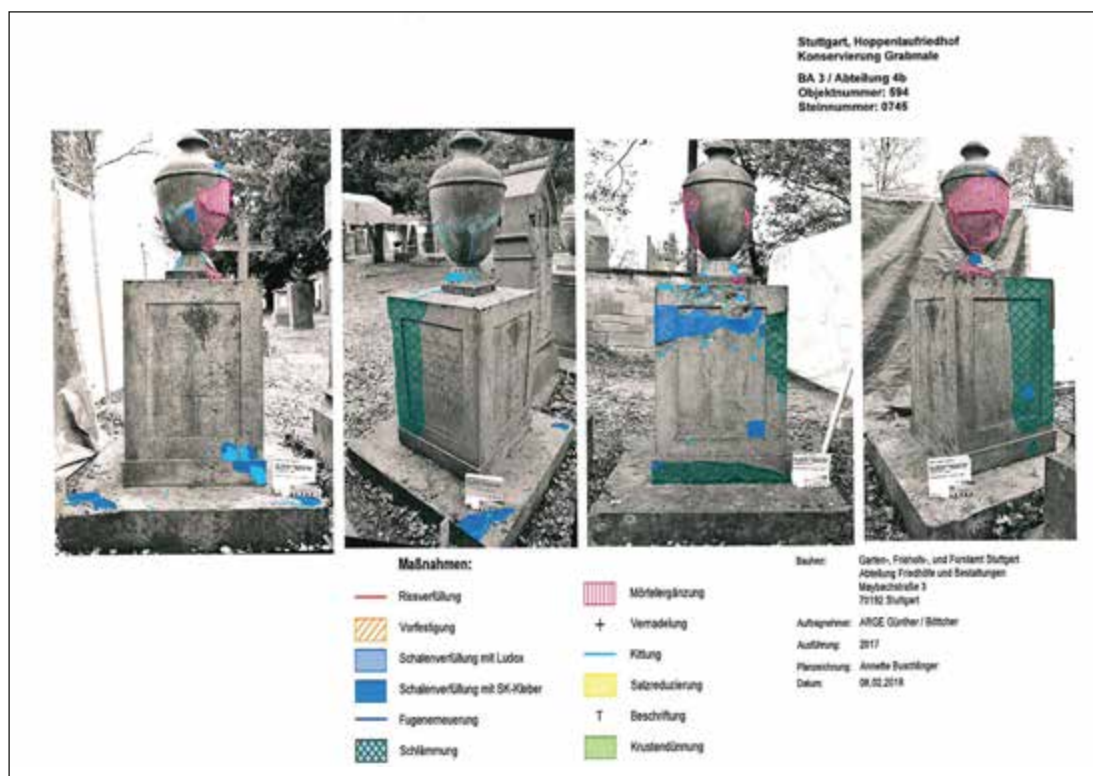 Stuttgart, Hoppenlaufriedhof
Konservierung Grabmale
BA 3 / Abteilung 4b
Objektnummer: 594
Steinnummer: 0745
Maßnahmen:
Rissverfüllung
Vorfestigung
Schalenverfüllung mit Ludox
Schalenverfüllung mit SK-Kleber
Fugenerneuerung
Schlämmung
Mörtelergänzung
Vernadelung
Kittung
Salzreduzierung
T Beschriftung
Krustendünnung
Bauherr: Garten-, Friehofs-, und Forstamt Stuttgart
Abteilung Friedhöfe und Bestattungen
Maybachstraße 3
70192 Stuttgart
Auftragnehmer: ARGE Günther / Böttcher
Ausführung: 2017
Planzeichnung: Annette Buschlinger
Datum: 08.02.2018